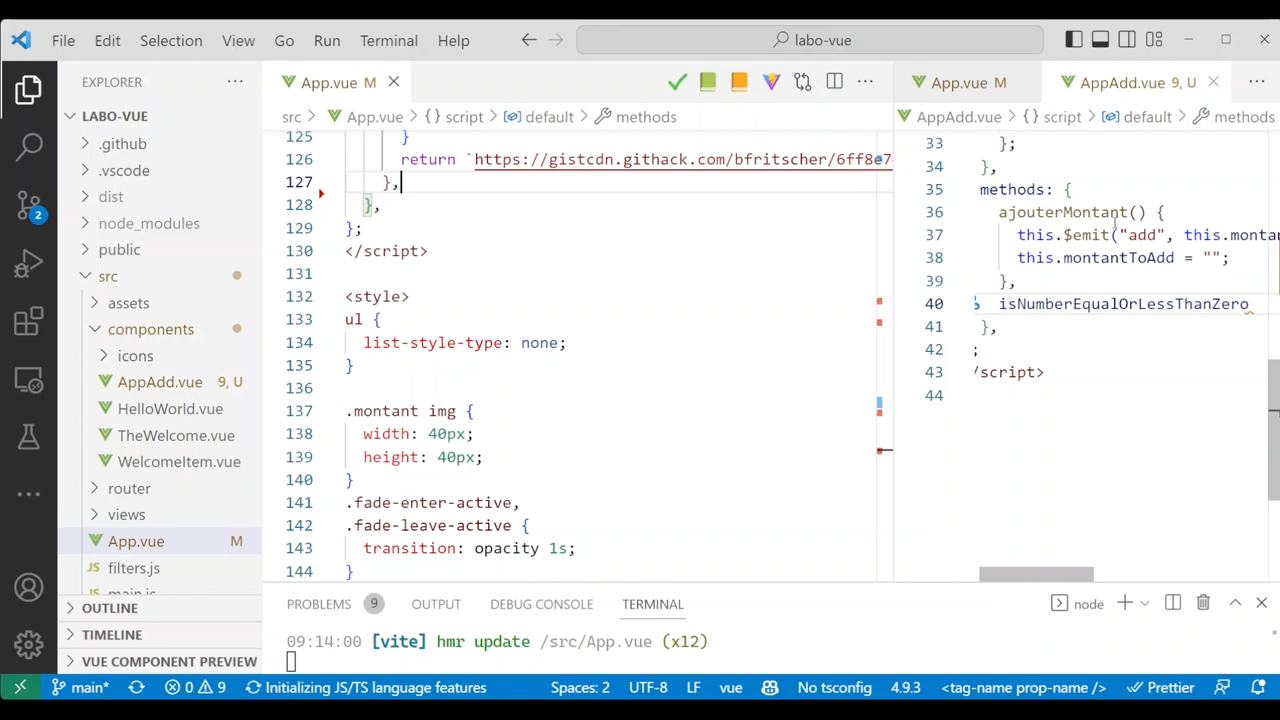 File Edit Selection View Go Run Terminal Help
labo-vue
EXPLORER
LABO-VUE
.github
.vscode
dist
node_modules
public
src
assets
components
icons
AppAdd.vue 9, U
HelloWorld.vue
TheWelcome.vue
WelcomeItem.vue
router
views
App.vue M
filters.js
main.js
OUTLINE
TIMELINE
VUE COMPONENT PREVIEW
2
App.vue M
src App.vue {} script default methods
125 }
126 return `https://gistcdn.githack.com/bfritscher/6ff8e7
127 },
128 },
129 };
130 </script>
131
132 <style>
133 ul {
134 list-style-type: none;
135 }
136
137 .montant img {
138 width: 40px;
139 height: 40px;
140 }
141 .fade-enter-active,
142 .fade-leave-active {
143 transition: opacity 1s;
144 }
App.vue M AppAdd.vue 9, U
AppAdd.vue {} script default methods
33 };
34 },
35 methods: {
36 ajouterMontant() {
37 this.$emit("add", this.montan
38 this.montantToAdd = "";
39 },
40 isNumberEqualOrLessThanZero
41 },
42 ;
43 /script>
44
PROBLEMS 9 OUTPUT DEBUG CONSOLE TERMINAL
node
09:14:00 [vite] hmr update /src/App.vue (x12)
main* 0 9 Initializing JS/TS language features Spaces: 2 UTF-8 LF vue No tsconfig 4.9.3 <tag-name prop-name /> Prettier